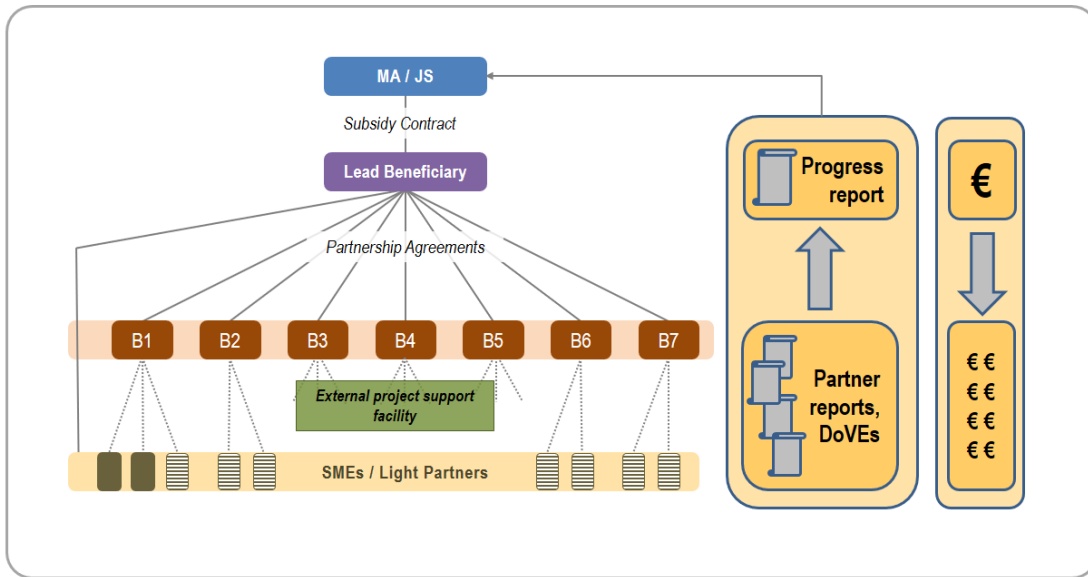 MA / JS
Subsidy Contract
Lead Beneficiary
Partnership Agreements
B1 B2 B3 B4 B5 B6 B7
External project support
facility
SMEs / Light Partners
Progress
report
Partner
reports,
DoVEs
€
€ €
€ €
€ €
€ €